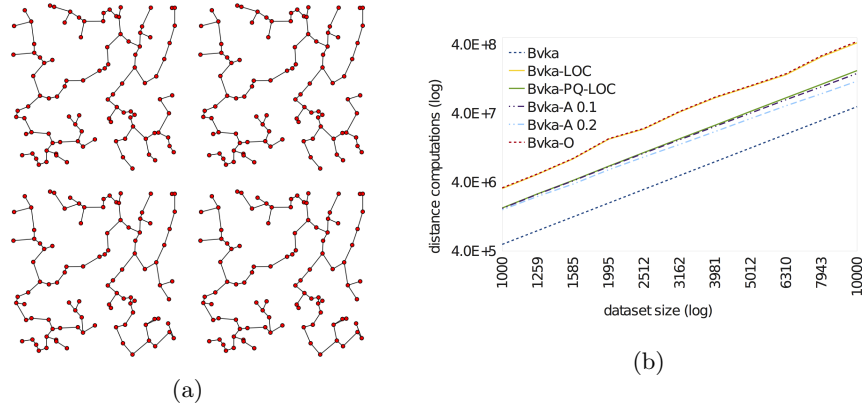 (a)
distance computations (log)
4.0E+8
4.0E+7
4.0E+6
4.0E+5
Bvka
Bvka-LOC
Bvka-PQ-LOC
Bvka-A 0.1
Bvka-A 0.2
Bvka-O
1000
1259
1585
1995
2512
3162
3981
5012
6310
7943
10000
dataset size (log)
(b)